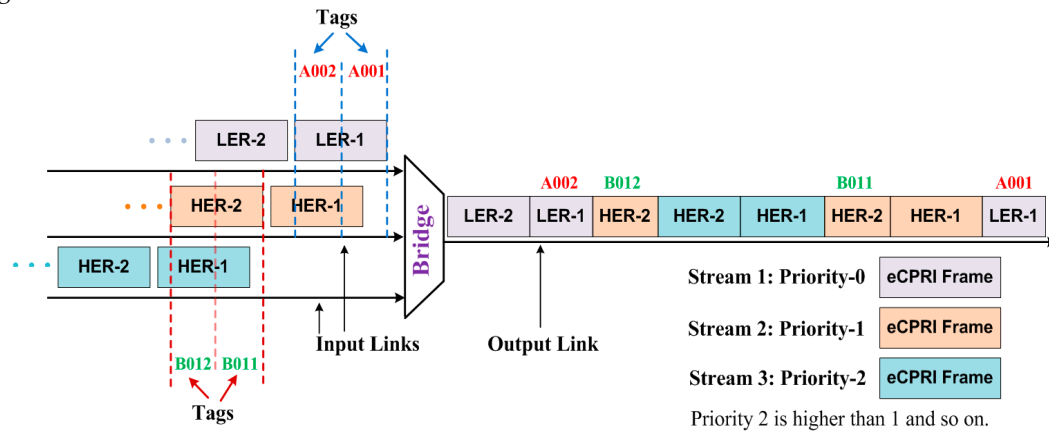 Tags
A002 A001
LER-2 LER-1
HER-2 HER-1
HER-2 HER-1
Bridge
A002 B012 B011 A001
LER-2 LER-1 HER-2 HER-2 HER-1 HER-2 HER-1 LER-1
Input Links
Output Link
B012 B011
Tags
Stream 1: Priority-0 eCPRI Frame
Stream 2: Priority-1 eCPRI Frame
Stream 3: Priority-2 eCPRI Frame
Priority 2 is higher than 1 and so on.